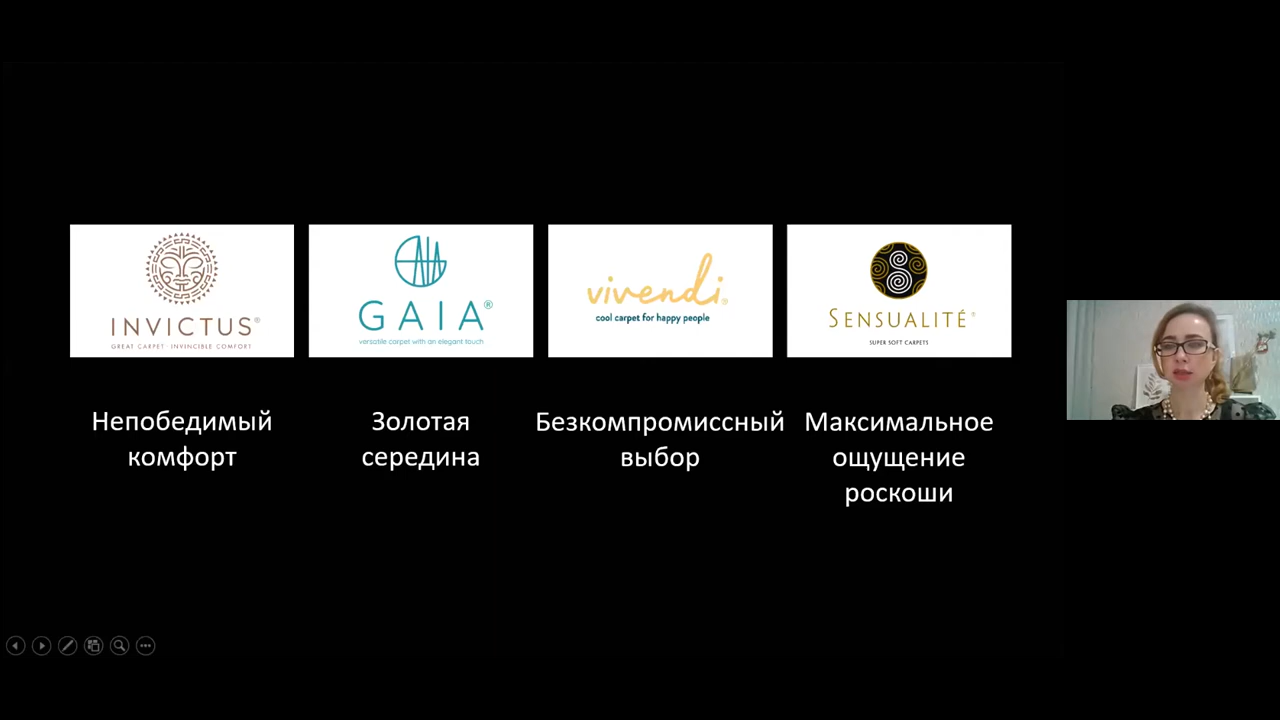 INVICTUS®
GREAT CARPET · INVINCIBLE COMFORT
GAIA
GAIA®
versatile carpet with an elegant touch
vivendi®
cool carpet for happy people
SENSUALITÉ®
SUPER SOFT CARPETS
Непобедимый
комфорт
Золотая
середина
Безкомпромиссный
выбор
Максимальное
ощущение
роскоши